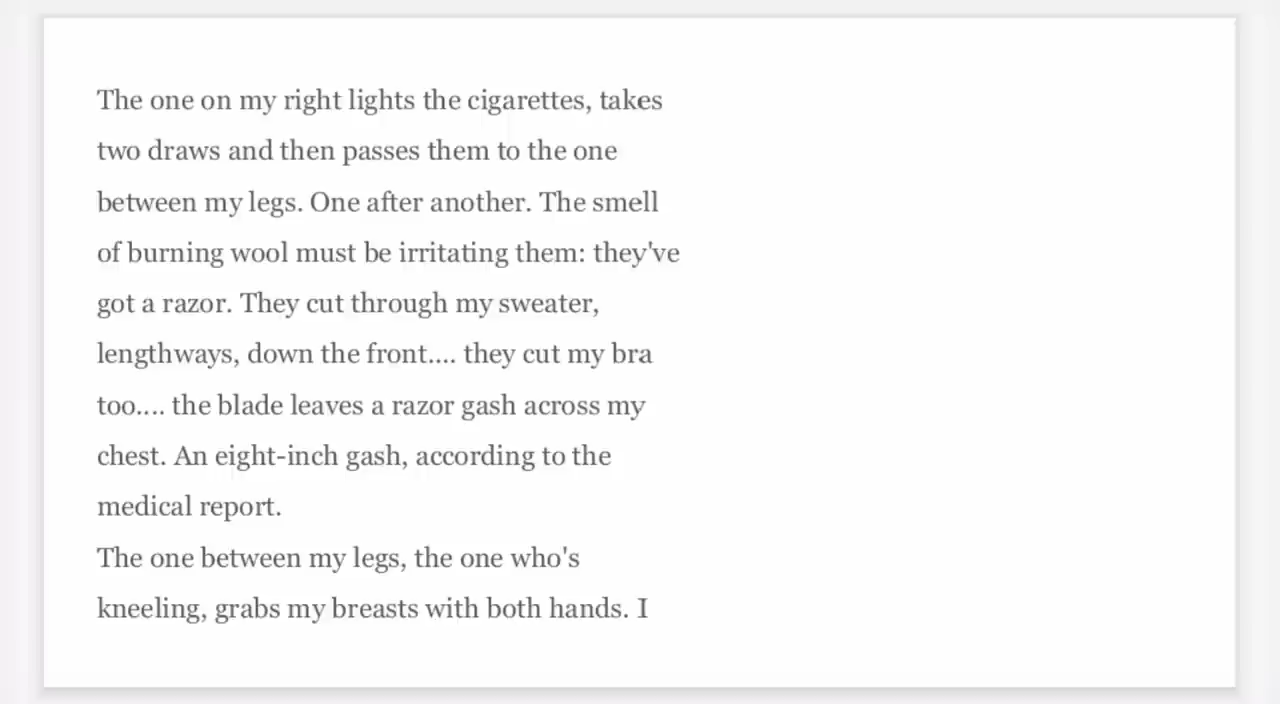 The one on my right lights the cigarettes, takes
two draws and then passes them to the one
between my legs. One after another. The smell
of burning wool must be irritating them: they've
got a razor. They cut through my sweater,
lengthways, down the front.... they cut my bra
too.... the blade leaves a razor gash across my
chest. An eight-inch gash, according to the
medical report.
The one between my legs, the one who's
kneeling, grabs my breasts with both hands. I